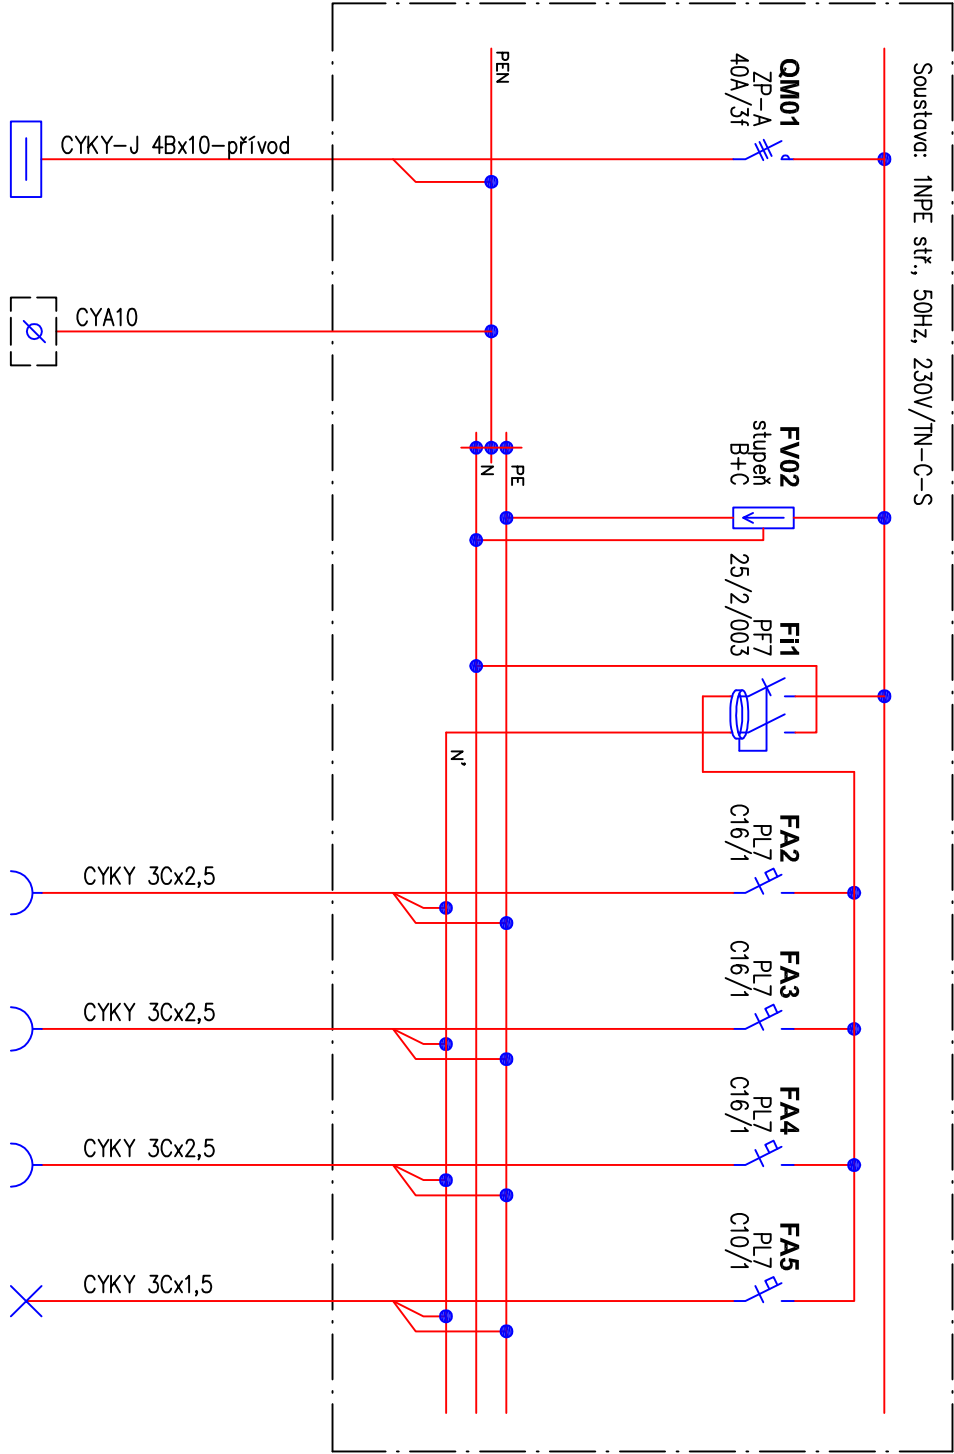 Soustava: 1NPE stř., 50Hz, 230V/TN-C-S
QM01
ZP-A
40A/3f
PEN
CYKY-J 4Bx10-přívod
CYA10
FV02
stupeň
B+C
PE
N
Fi1
PF7
25/2/003
N'
FA2
PL7
C16/1
CYKY 3Cx2,5
FA3
PL7
C16/1
CYKY 3Cx2,5
FA4
PL7
C16/1
CYKY 3Cx2,5
FA5
PL7
C10/1
CYKY 3Cx1,5